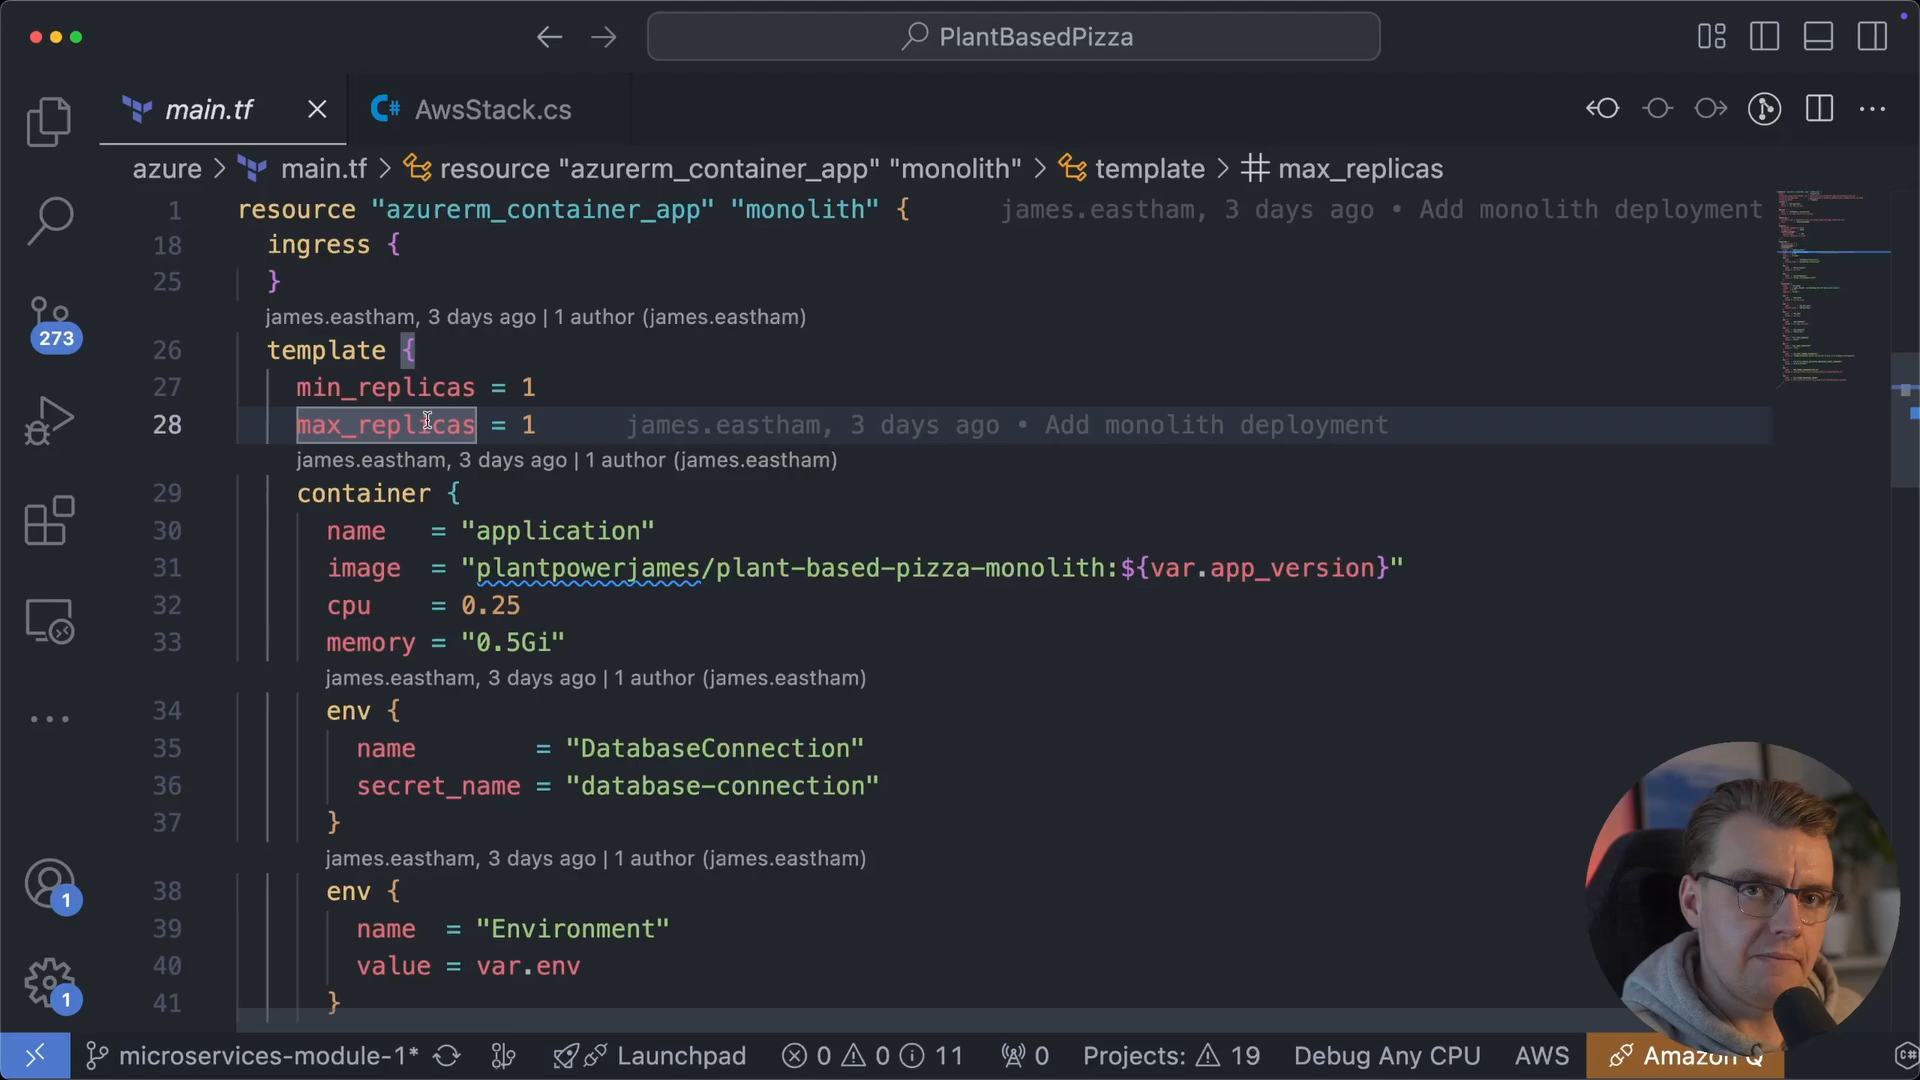 PlantBasedPizza
main.tf
C# AwsStack.cs
azure > main.tf > resource "azurerm_container_app" "monolith" > template > max_replicas
1 resource "azurerm_container_app" "monolith" { james.eastham, 3 days ago • Add monolith deployment
18 ingress {
25 }
james.eastham, 3 days ago | 1 author (james.eastham)
26 template {
27 min_replicas = 1
28 max_replicas = 1 james.eastham, 3 days ago • Add monolith deployment
james.eastham, 3 days ago | 1 author (james.eastham)
29 container {
30 name = "application"
31 image = "plantpowerjames/plant-based-pizza-monolith:${var.app_version}"
32 cpu = 0.25
33 memory = "0.5Gi"
james.eastham, 3 days ago | 1 author (james.eastham)
34 env {
35 name = "DatabaseConnection"
36 secret_name = "database-connection"
37 }
james.eastham, 3 days ago | 1 author (james.eastham)
38 env {
39 name = "Environment"
40 value = var.env
41 }
273
1
1
microservices-module-1* Launchpad 0 0 11 0 Projects: 19 Debug Any CPU AWS Amazon Q